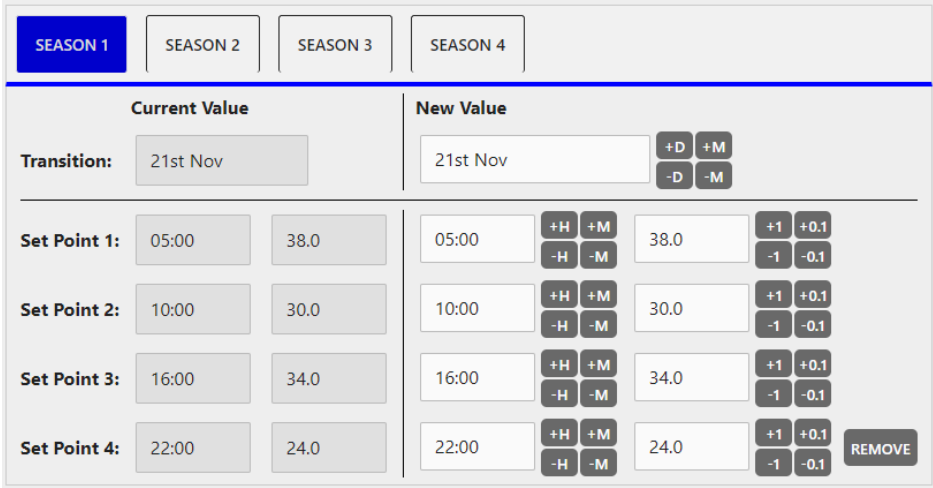 SEASON 1 SEASON 2 SEASON 3 SEASON 4
Current Value New Value
+D +M
Transition: 21st Nov 21st Nov
-D -M
+H +M +1 +0.1
Set Point 1: 05:00 38.0 05:00 38.0
-H -M -1 -0.1
+H +M +1 +0.1
Set Point 2: 10:00 30.0 10:00 30.0
-H -M -1 -0.1
+H +M +1 +0.1
Set Point 3: 16:00 34.0 16:00 34.0
-H -M -1 -0.1
+H +M +1 +0.1
Set Point 4: 22:00 24.0 22:00 24.0 REMOVE
-H -M -1 -0.1